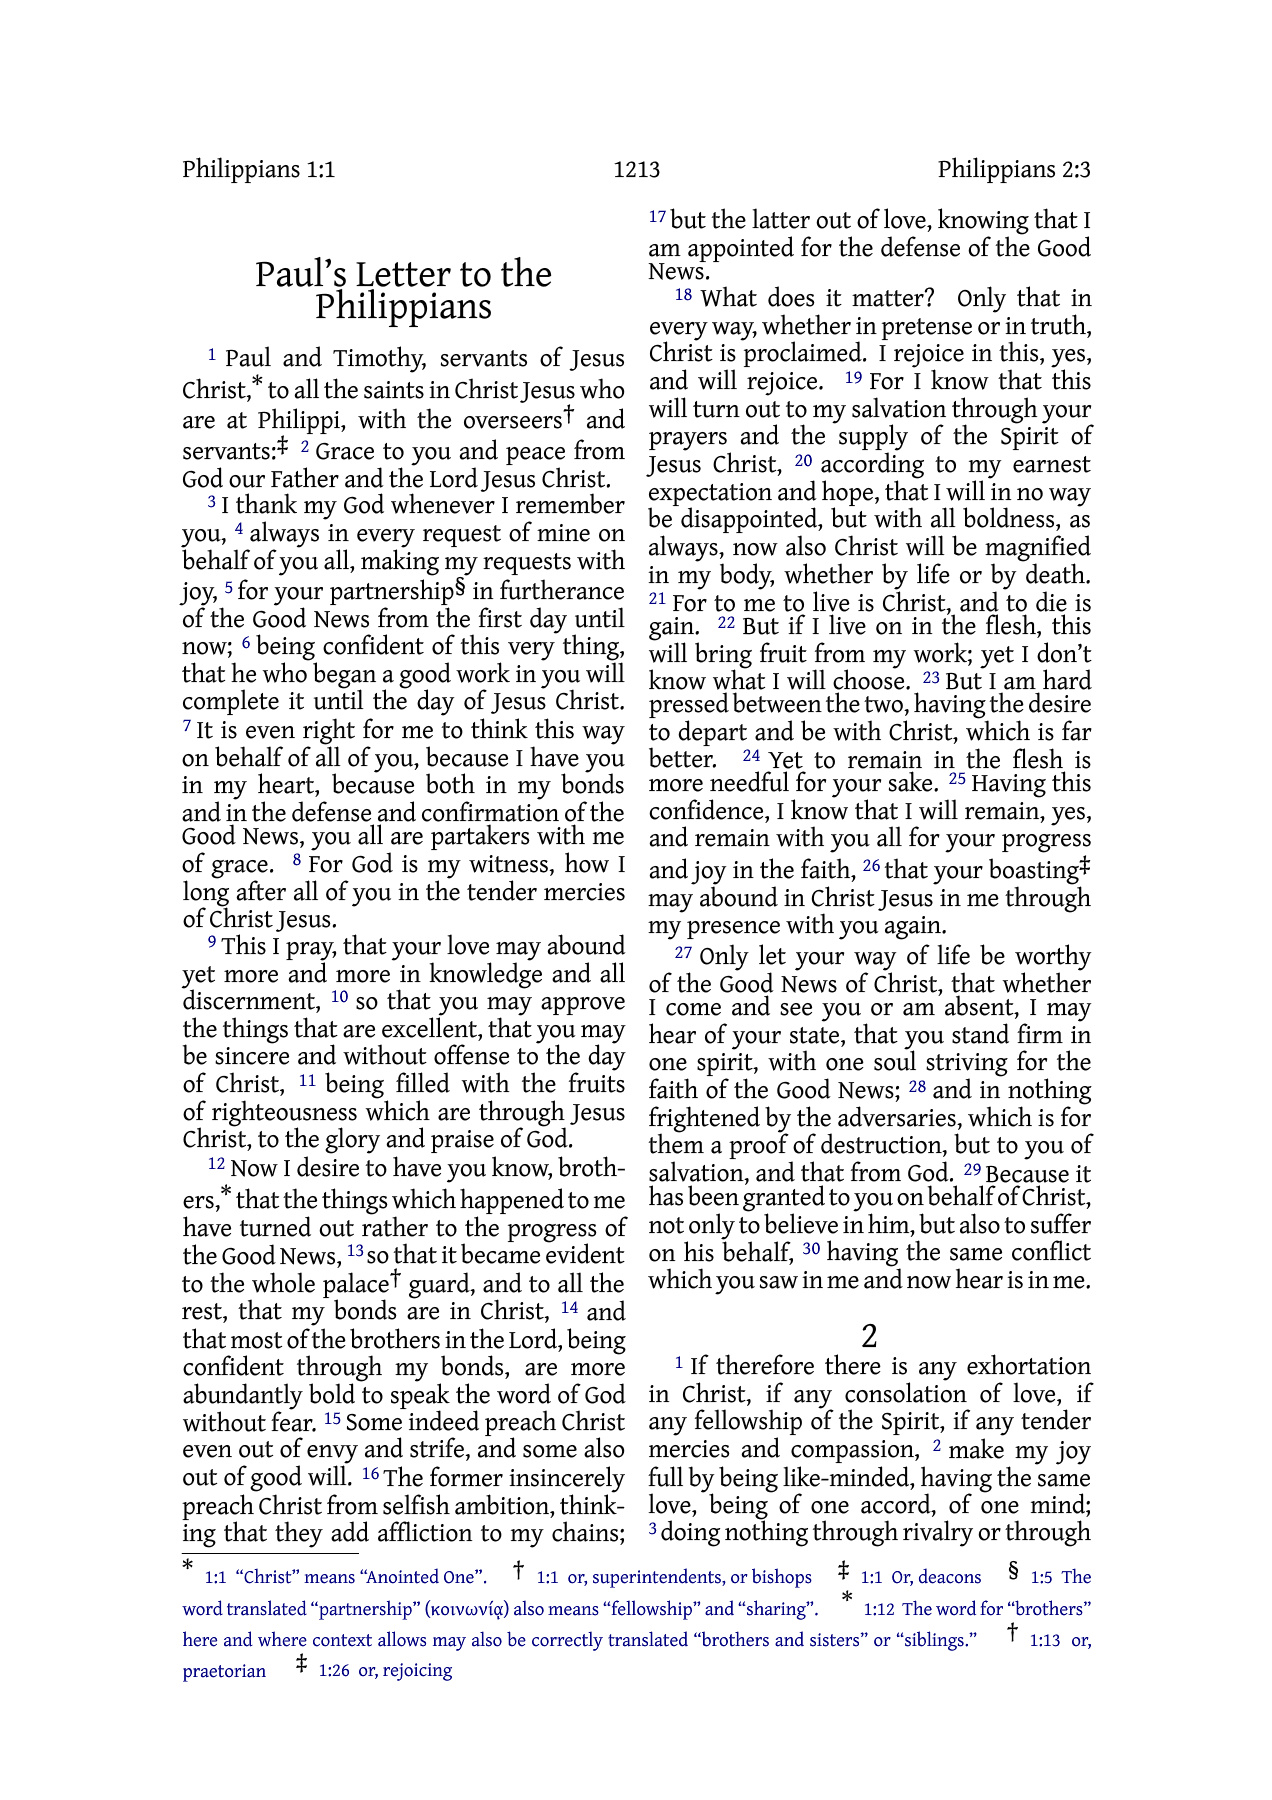 Philippians 1:1 1213 Philippians 2:3
Paul’s Letter to the
Philippians
1 Paul and Timothy, servants of Jesus
Christ,* to all the saints in Christ Jesus who
are at Philippi, with the overseers† and
servants:‡ 2 Grace to you and peace from
God our Father and the Lord Jesus Christ.
3 I thank my God whenever I remember
you, 4 always in every request of mine on
behalf of you all, making my requests with
joy, 5 for your partnership§ in furtherance
of the Good News from the first day until
now; 6 being confident of this very thing,
that he who began a good work in you will
complete it until the day of Jesus Christ.
7 It is even right for me to think this way
on behalf of all of you, because I have you
in my heart, because both in my bonds
and in the defense and confirmation of the
Good News, you all are partakers with me
of grace. 8 For God is my witness, how I
long after all of you in the tender mercies
of Christ Jesus.
9 This I pray, that your love may abound
yet more and more in knowledge and all
discernment, 10 so that you may approve
the things that are excellent, that you may
be sincere and without offense to the day
of Christ, 11 being filled with the fruits
of righteousness which are through Jesus
Christ, to the glory and praise of God.
12 Now I desire to have you know, broth-
ers,* that the things which happened to me
have turned out rather to the progress of
the Good News, 13 so that it became evident
to the whole palace† guard, and to all the
rest, that my bonds are in Christ, 14 and
that most of the brothers in the Lord, being
confident through my bonds, are more
abundantly bold to speak the word of God
without fear. 15 Some indeed preach Christ
even out of envy and strife, and some also
out of good will. 16 The former insincerely
preach Christ from selfish ambition, think-
ing that they add affliction to my chains;
17 but the latter out of love, knowing that I
am appointed for the defense of the Good
News.
18 What does it matter? Only that in
every way, whether in pretense or in truth,
Christ is proclaimed. I rejoice in this, yes,
and will rejoice. 19 For I know that this
will turn out to my salvation through your
prayers and the supply of the Spirit of
Jesus Christ, 20 according to my earnest
expectation and hope, that I will in no way
be disappointed, but with all boldness, as
always, now also Christ will be magnified
in my body, whether by life or by death.
21 For to me to live is Christ, and to die is
gain. 22 But if I live on in the flesh, this
will bring fruit from my work; yet I don’t
know what I will choose. 23 But I am hard
pressed between the two, having the desire
to depart and be with Christ, which is far
better. 24 Yet to remain in the flesh is
more needful for your sake. 25 Having this
confidence, I know that I will remain, yes,
and remain with you all for your progress
and joy in the faith, 26 that your boasting‡
may abound in Christ Jesus in me through
my presence with you again.
27 Only let your way of life be worthy
of the Good News of Christ, that whether
I come and see you or am absent, I may
hear of your state, that you stand firm in
one spirit, with one soul striving for the
faith of the Good News; 28 and in nothing
frightened by the adversaries, which is for
them a proof of destruction, but to you of
salvation, and that from God. 29 Because it
has been granted to you on behalf of Christ,
not only to believe in him, but also to suffer
on his behalf, 30 having the same conflict
which you saw in me and now hear is in me.
2
1 If therefore there is any exhortation
in Christ, if any consolation of love, if
any fellowship of the Spirit, if any tender
mercies and compassion, 2 make my joy
full by being like-minded, having the same
love, being of one accord, of one mind;
3 doing nothing through rivalry or through
* 1:1 “Christ” means “Anointed One”. † 1:1 or, superintendents, or bishops ‡ 1:1 Or, deacons § 1:5 The
word translated “partnership” (κοινωνίᾳ) also means “fellowship” and “sharing”. * 1:12 The word for “brothers”
here and where context allows may also be correctly translated “brothers and sisters” or “siblings.” † 1:13 or,
praetorian ‡ 1:26 or, rejoicing